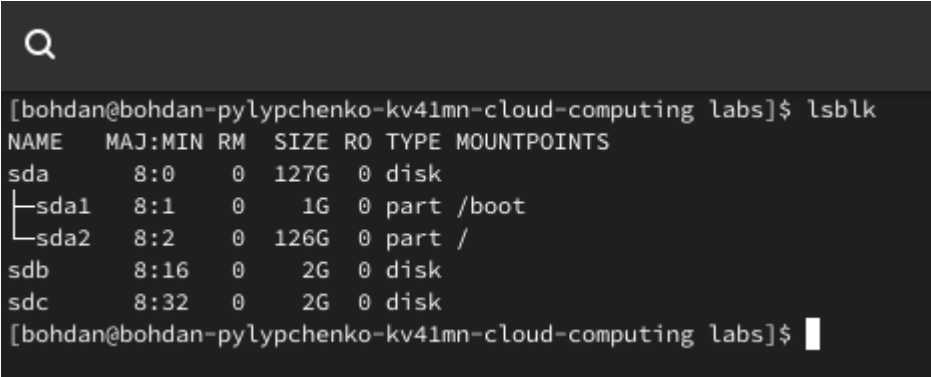 [bohdan@bohdan-pylypchenko-kv41mn-cloud-computing labs]$ lsblk
NAME   MAJ:MIN RM  SIZE RO TYPE MOUNTPOINTS
sda      8:0    0  127G  0 disk
├─sda1   8:1    0    1G  0 part /boot
└─sda2   8:2    0  126G  0 part /
sdb      8:16   0    2G  0 disk
sdc      8:32   0    2G  0 disk
[bohdan@bohdan-pylypchenko-kv41mn-cloud-computing labs]$